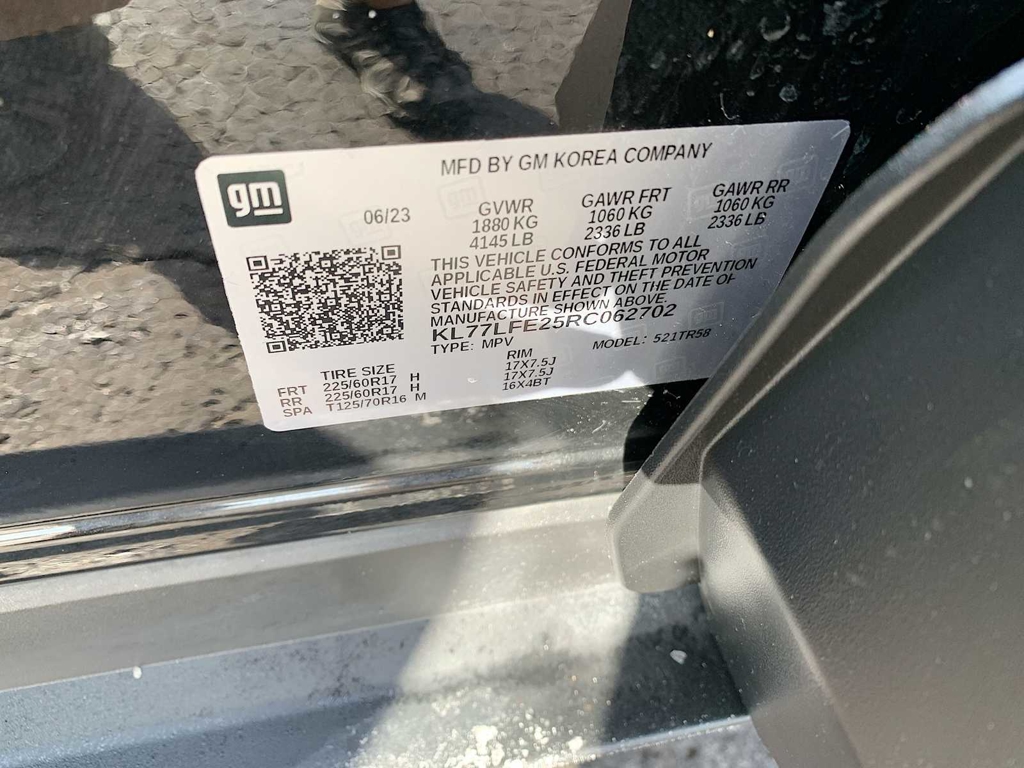 MFD BY GM KOREA COMPANY
gm
06/23
GVWR
1880 KG
4145 LB
GAWR FRT
1060 KG
2336 LB
GAWR RR
1060 KG
2336 LB
THIS VEHICLE CONFORMS TO ALL
APPLICABLE U.S. FEDERAL MOTOR
VEHICLE SAFETY AND THEFT PREVENTION
STANDARDS IN EFFECT ON THE DATE OF
MANUFACTURE SHOWN ABOVE.
KL77LFE25RC062702
TYPE: MPV MODEL: 521TR58
TIRE SIZE RIM
FRT 225/60R17 H 17X7.5J
RR 225/60R17 H 17X7.5J
SPA T125/70R16 M 16X4BT